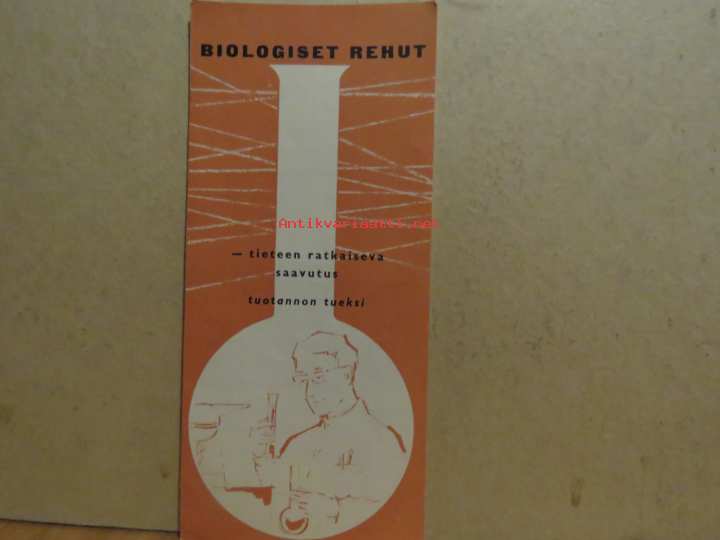 BIOLOGISET REHUT
Antikvariaatti.net
— tieteen ratkaiseva
saavutus
tuotannon tueksi